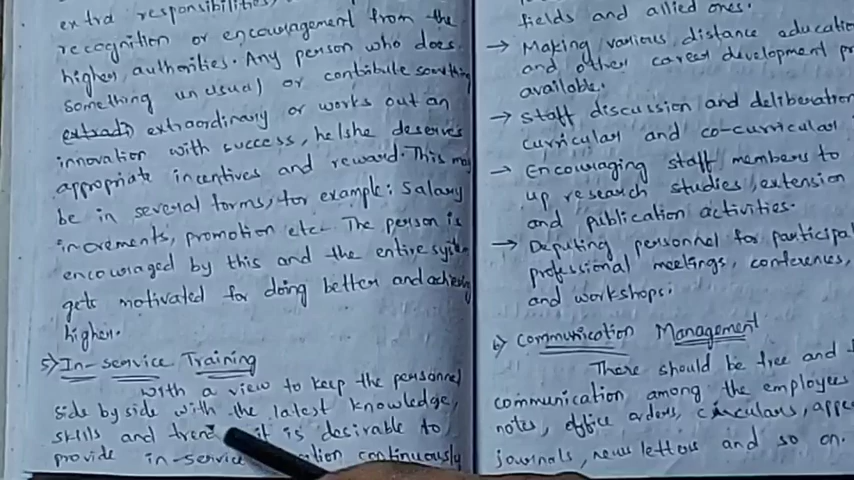 extra responsibilities,
recognition or encouragement from the
higher, authorities. Any person who does
something unusual or contribute something
extraordinary or works out an
innovation with success, he/she deserves
appropriate incentives and reward. This may
be in several forms, for example: Salary
increments, promotion etc. The person is
encouraged by this and the entire system
gets motivated for doing better and achieving
higher.
5) In-service Training
With a view to keep the personnel
side by side with the latest knowledge,
skills and it is desirable to
provide in-service continuously
fields and allied ones.
→ Making various distance education
and other career development
available.
→ Staff discussion and deliberation
curricular and co-curricular
→ Encouraging staff members to
up research studies, extension
and publication activities.
→ Deputing personnel for
professional meetings, conferences,
and workshops.
6) Communication Management
There should be free and
communication among the employees
notes, office orders, circulars,
journals, news letters and so on.